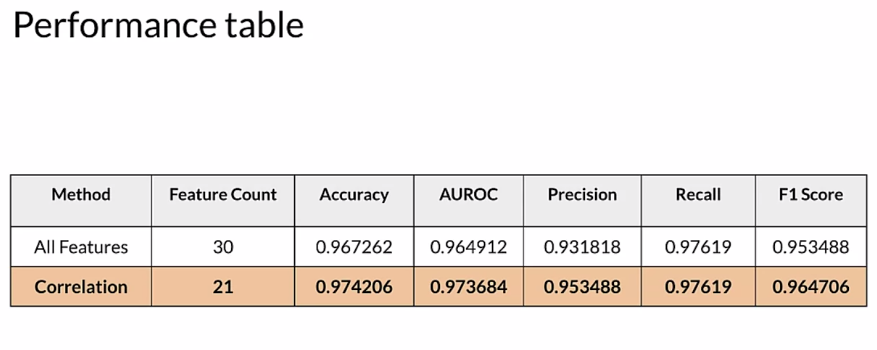 Performance table
Method Feature Count Accuracy AUROC Precision Recall F1 Score
All Features 30 0.967262 0.964912 0.931818 0.97619 0.953488
Correlation 21 0.974206 0.973684 0.953488 0.97619 0.964706